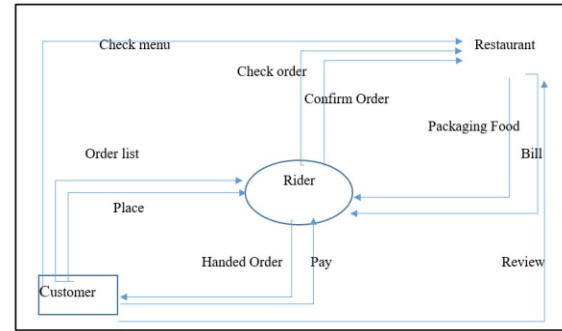 Check menu
Restaurant
Check order
Confirm Order
Packaging Food
Order list
Bill
Rider
Place
Handed Order
Pay
Review
Customer